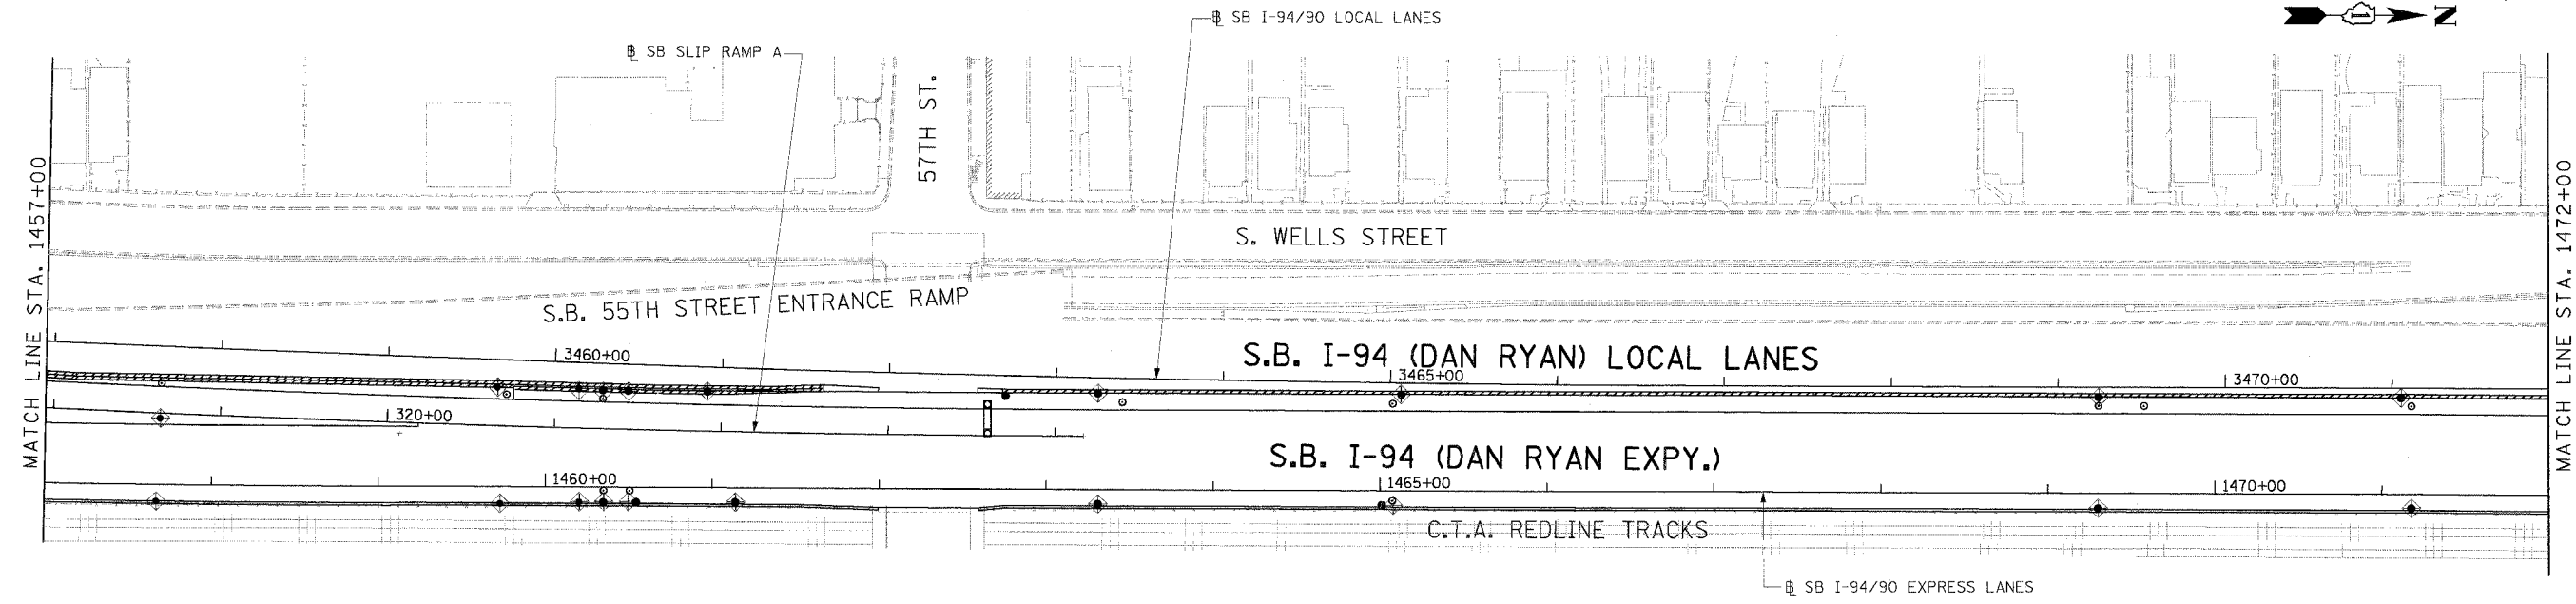 ℄ SB I-94/90 LOCAL LANES
N
℄ SB SLIP RAMP A
57TH ST.
MATCH LINE STA. 1457+00
MATCH LINE STA. 1472+00
S. WELLS STREET
S.B. 55TH STREET ENTRANCE RAMP
3460+00
S.B. I-94 (DAN RYAN) LOCAL LANES
3465+00
3470+00
320+00
S.B. I-94 (DAN RYAN EXPY.)
1460+00
1465+00
1470+00
C.T.A. REDLINE TRACKS
℄ SB I-94/90 EXPRESS LANES